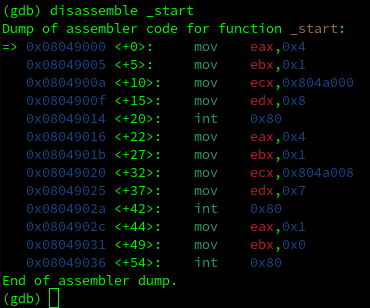 (gdb) disassemble _start
Dump of assembler code for function _start:
=> 0x08049000 <+0>:     mov    eax,0x4
   0x08049005 <+5>:     mov    ebx,0x1
   0x0804900a <+10>:    mov    ecx,0x804a000
   0x0804900f <+15>:    mov    edx,0x8
   0x08049014 <+20>:    int    0x80
   0x08049016 <+22>:    mov    eax,0x4
   0x0804901b <+27>:    mov    ebx,0x1
   0x08049020 <+32>:    mov    ecx,0x804a008
   0x08049025 <+37>:    mov    edx,0x7
   0x0804902a <+42>:    int    0x80
   0x0804902c <+44>:    mov    eax,0x1
   0x08049031 <+49>:    mov    ebx,0x0
   0x08049036 <+54>:    int    0x80
End of assembler dump.
(gdb)